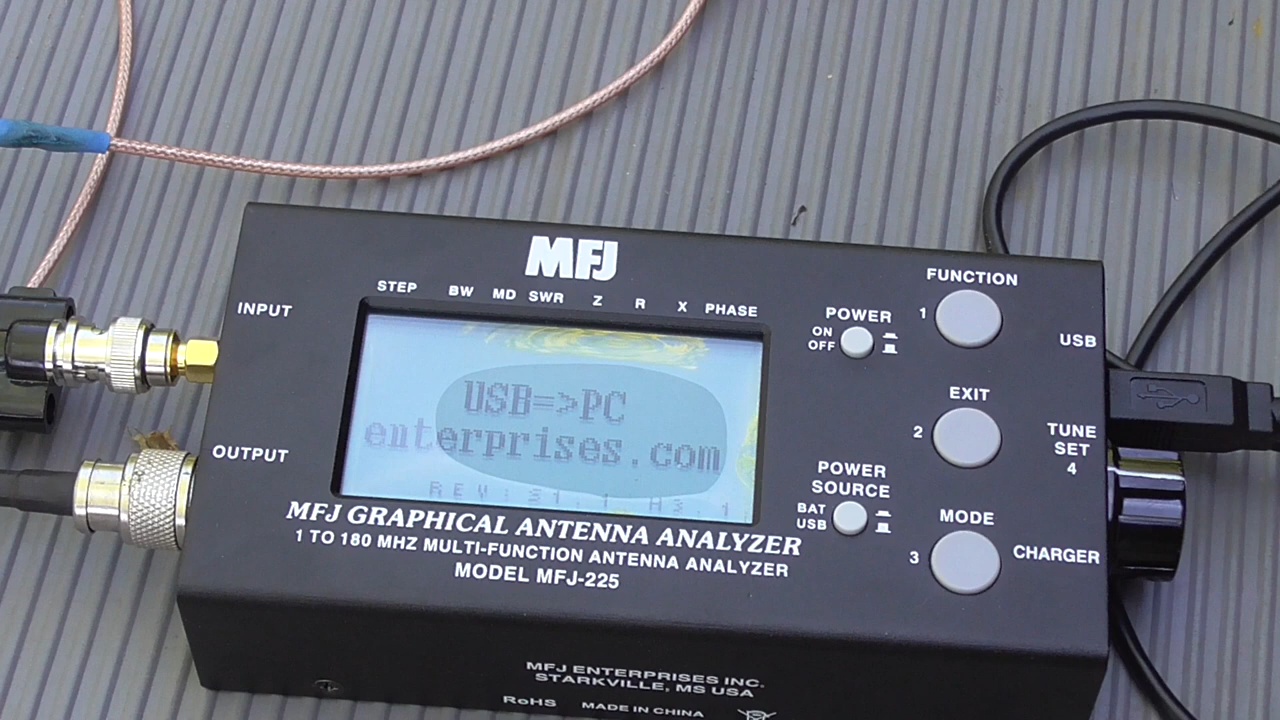 MFJ
STEP BW MD SWR Z R X PHASE
INPUT
OUTPUT
USB=>PC
enterprises.com
REV:
MFJ GRAPHICAL ANTENNA ANALYZER
1 TO 180 MHZ MULTI-FUNCTION ANTENNA ANALYZER
MODEL MFJ-225
POWER
ON
OFF
POWER
SOURCE
BAT
USB
FUNCTION
1
EXIT
2
MODE
3
USB
TUNE
SET
4
CHARGER
MFJ ENTERPRISES INC.
STARKVILLE, MS USA
RoHS MADE IN CHINA